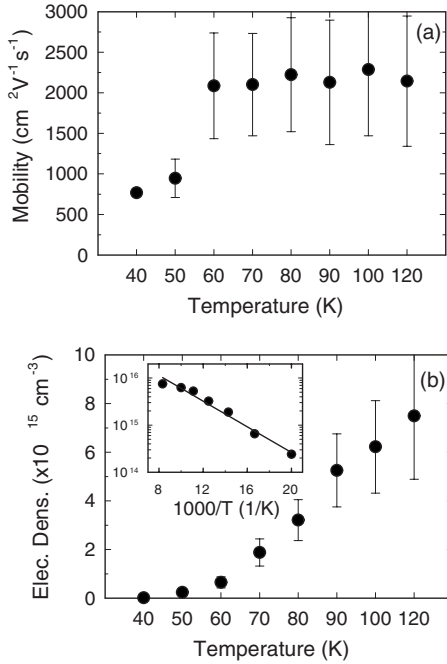 (a)
Mobility (cm ²V⁻¹s⁻¹)
3000
2500
2000
1500
1000
500
0
40 50 60 70 80 90 100 120
Temperature (K)
(b)
Elec. Dens. (x10 ¹⁵ cm⁻³)
10
8
6
4
2
0
10¹⁶
10¹⁵
10¹⁴
8 12 16 20
1000/T (1/K)
40 50 60 70 80 90 100 120
Temperature (K)